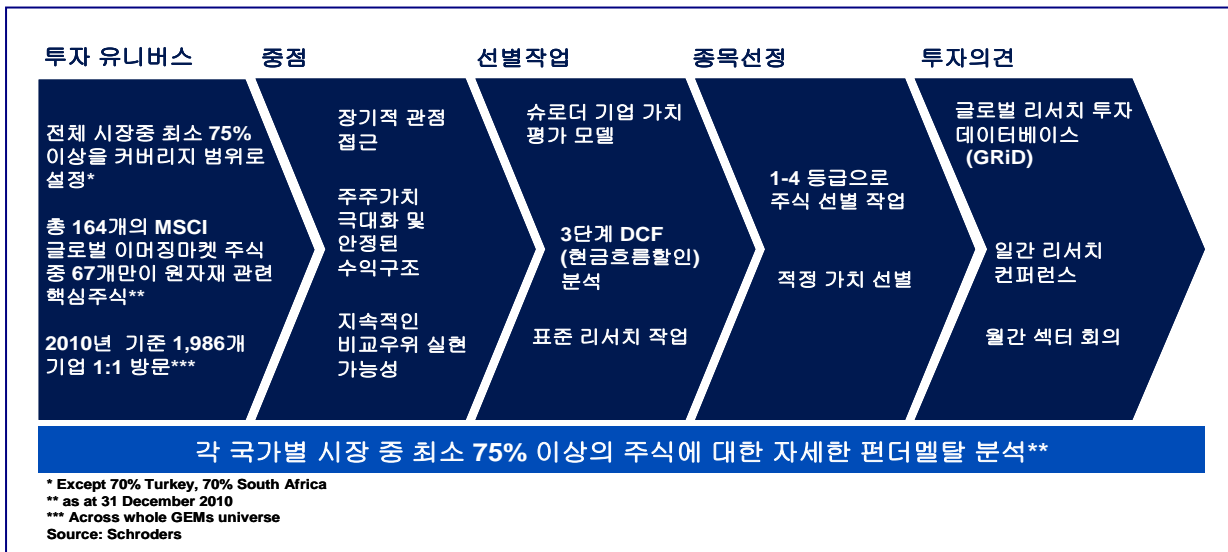 투자 유니버스
전체 시장중 최소 75%
이상을 커버리지 범위로
설정*
총 164개의 MSCI
글로벌 이머징마켓 주식
중 67개만이 원자재 관련
핵심주식**
2010년 기준 1,986개
기업 1:1 방문***
중점
장기적 관점
접근
주주가치
극대화 및
안정된
수익구조
지속적인
비교우위 실현
가능성
선별작업
슈로더 기업 가치
평가 모델
3단계 DCF
(현금흐름할인)
분석
표준 리서치 작업
종목선정
1-4 등급으로
주식 선별 작업
적정 가치 선별
투자의견
글로벌 리서치 투자
데이터베이스
(GRiD)
일간 리서치
컨퍼런스
월간 섹터 회의
각 국가별 시장 중 최소 75% 이상의 주식에 대한 자세한 펀더멜탈 분석**
* Except 70% Turkey, 70% South Africa
** as at 31 December 2010
*** Across whole GEMs universe
Source: Schroders